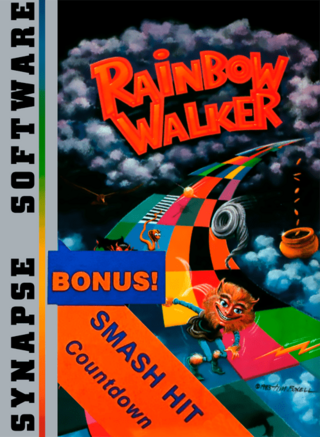 SYNAPSE SOFTWARE
RAINBOW
WALKER
BONUS!
SMASH HIT
Countdown